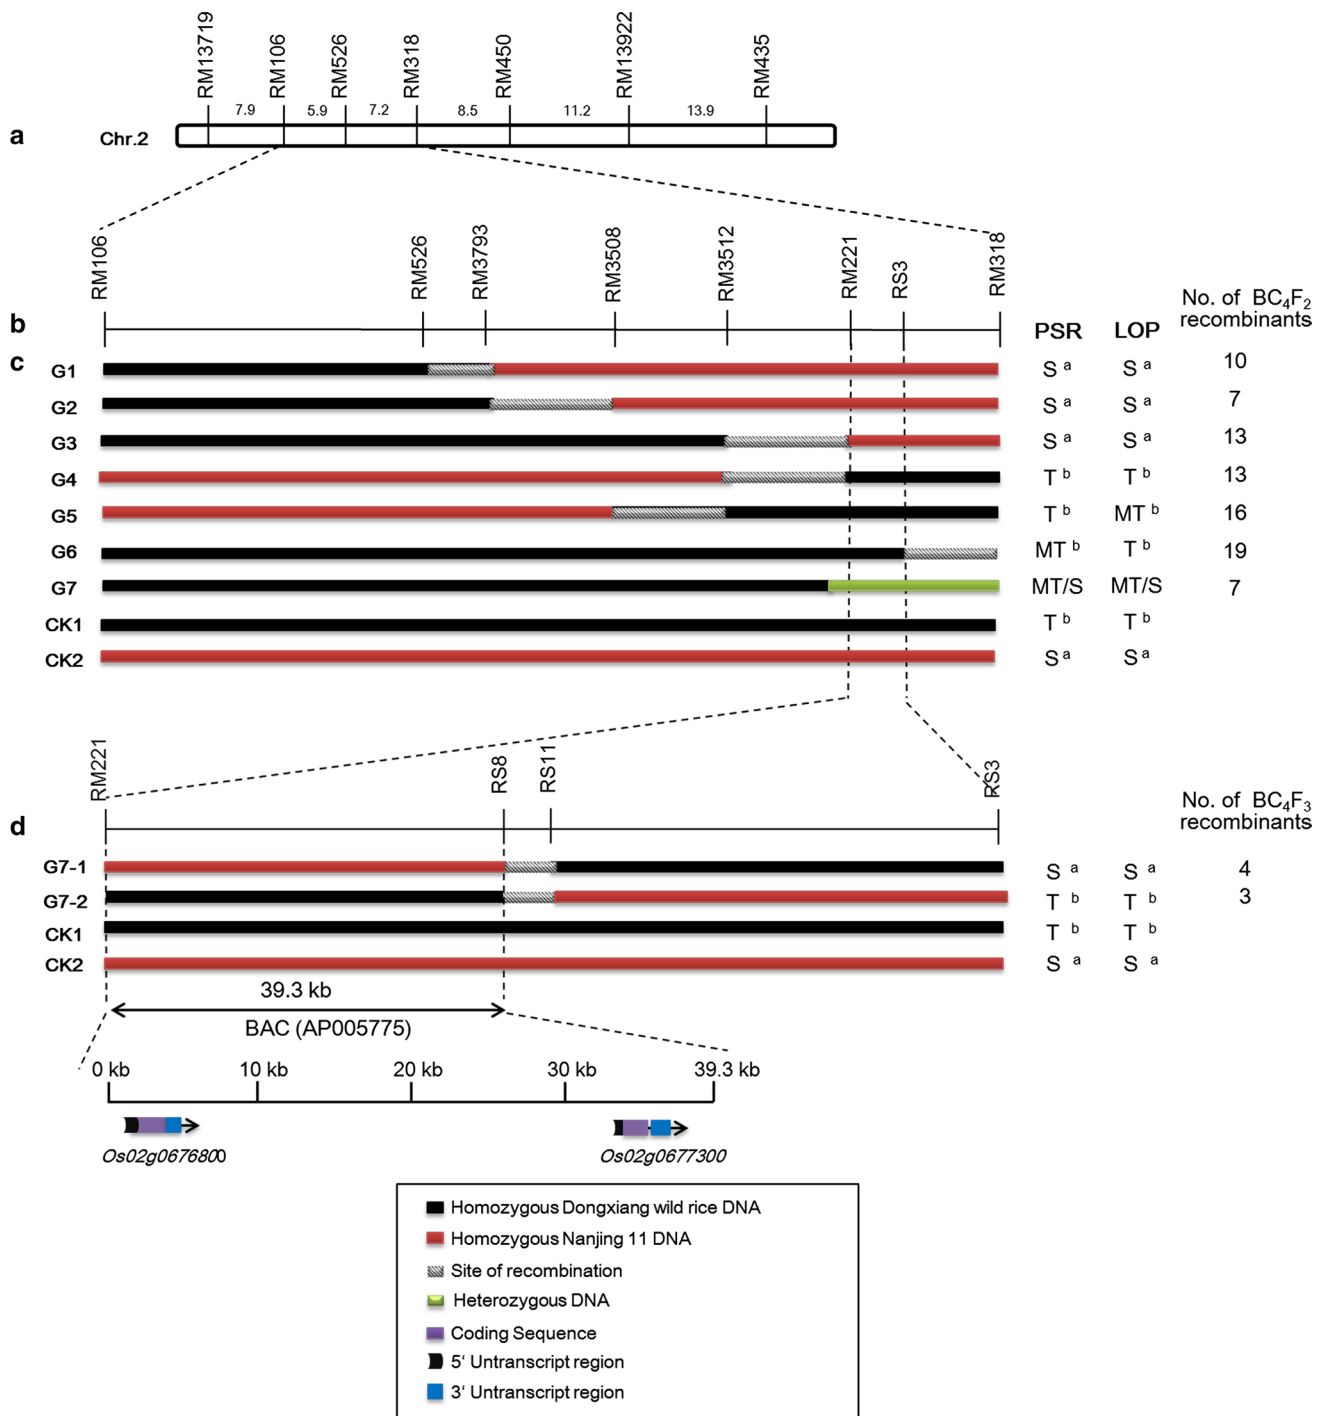 RM13719 RM106 RM526 RM318 RM450 RM13922 RM435
7.9 5.9 7.2 8.5 11.2 13.9
a Chr.2
RM106 RM526 RM3793 RM3508 RM3512 RM221 RS3 RM318
No. of BC4F2
recombinants
b PSR LOP
c
G1 S a S a 10
G2 S a S a 7
G3 S a S a 13
G4 T b T b 13
G5 T b MT b 16
G6 MT b T b 19
G7 MT/S MT/S 7
CK1 T b T b
CK2 S a S a
RM221 RS8 RS11 RS3
No. of BC4F3
recombinants
d
G7-1 S a S a 4
G7-2 T b T b 3
CK1 T b T b
CK2 S a S a
39.3 kb
BAC (AP005775)
0 kb 10 kb 20 kb 30 kb 39.3 kb
Os02g0676800 Os02g0677300
Homozygous Dongxiang wild rice DNA
Homozygous Nanjing 11 DNA
Site of recombination
Heterozygous DNA
Coding Sequence
5' Untranscript region
3' Untranscript region